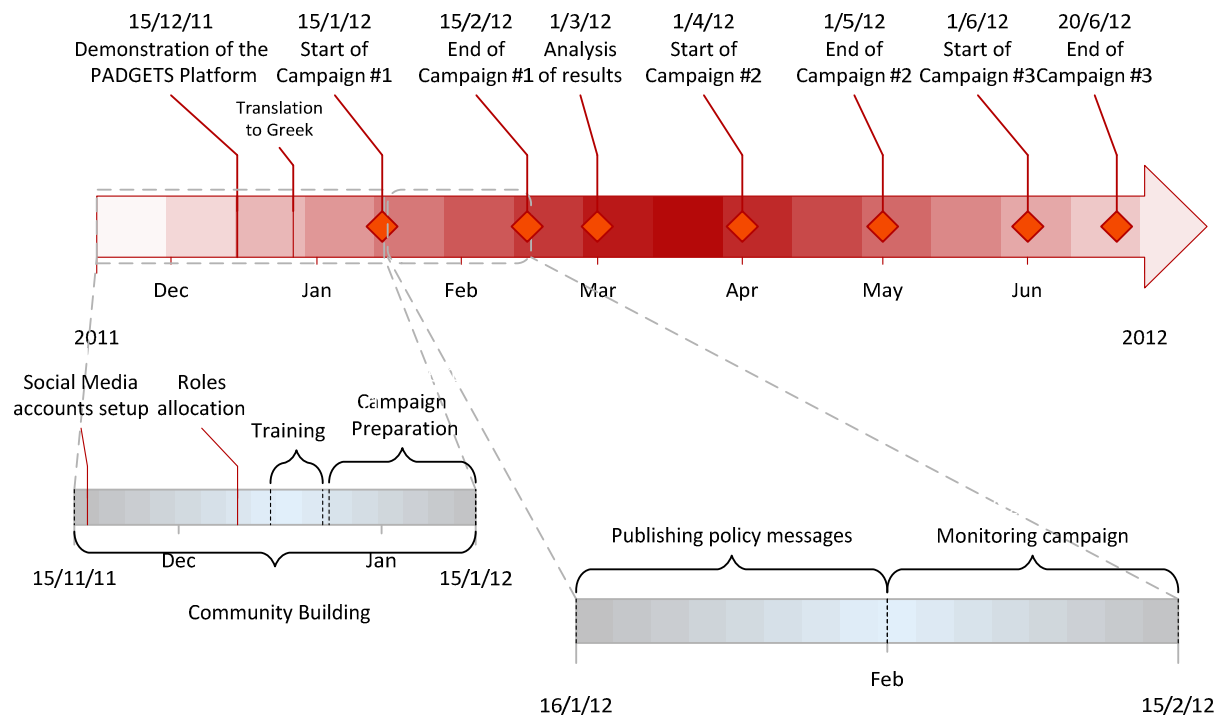 15/12/11
Demonstration of the
PADGETS Platform
Translation
to Greek
15/1/12
Start of
Campaign #1
15/2/12
End of
Campaign #1
1/3/12
Analysis
of results
1/4/12
Start of
Campaign #2
1/5/12
End of
Campaign #2
1/6/12
Start of
Campaign #3
20/6/12
End of
Campaign #3
Dec
Jan
Feb
Mar
Apr
May
Jun
2011
2012
Social Media
accounts setup
Roles
allocation
Training
Campaign
Preparation
Dec
Jan
15/11/11
15/1/12
Community Building
Publishing policy messages
Monitoring campaign
Feb
16/1/12
15/2/12